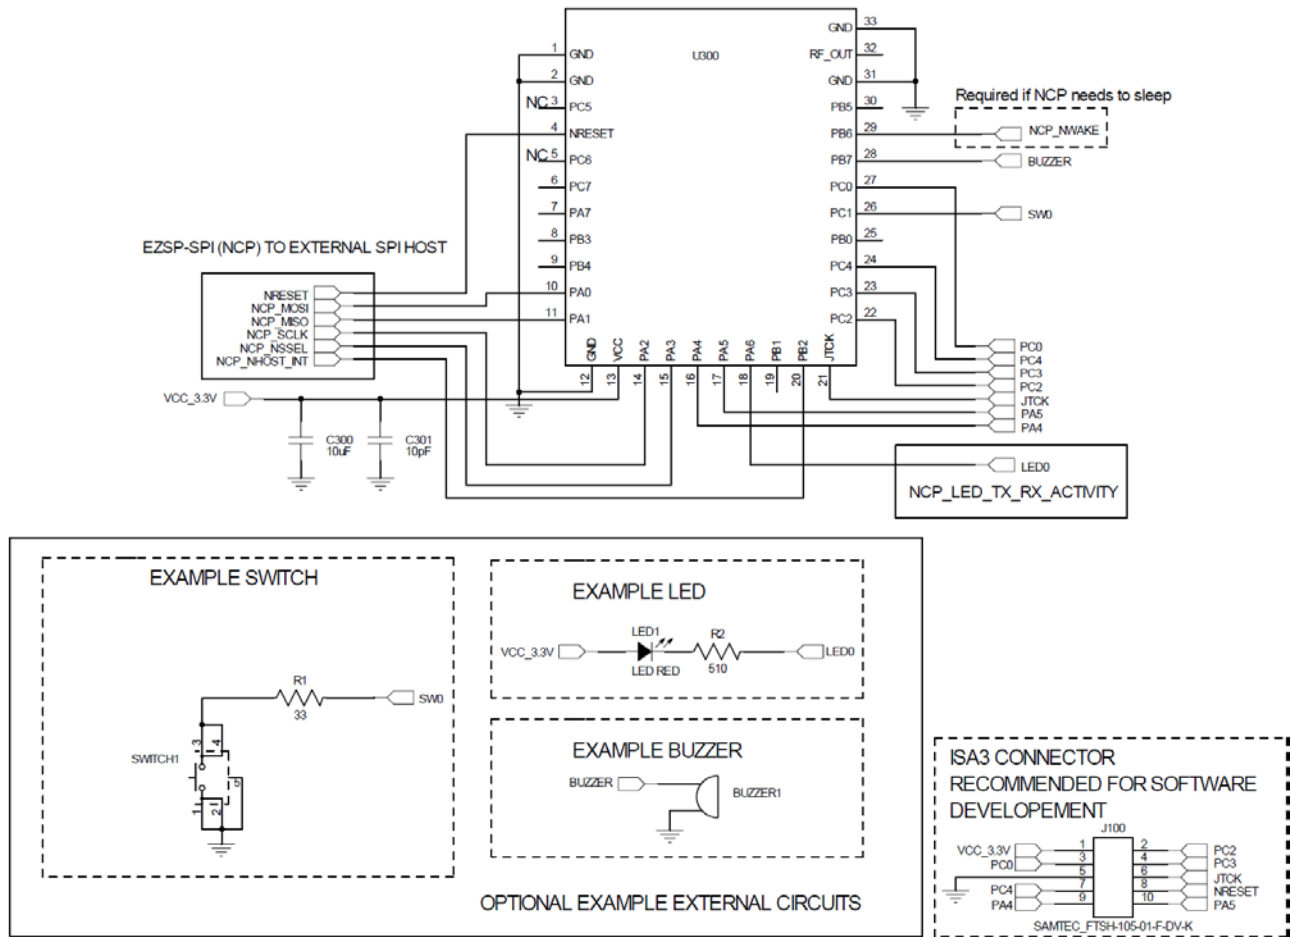 U300
1 GND
2 GND
NC 3 PC5
4 NRESET
NC 5 PC6
6 PC7
7 PA7
8 PB3
9 PB4
10 PA0
11 PA1
GND 33
RF_OUT 32
GND 31
PB5 30
PB6 29
PB7 28
PC0 27
PC1 26
PB0 25
PC4 24
PC3 23
PC2 22
GND 12
VCC 13
PA2 14
PA3 15
PA4 16
PA5 17
PA6 18
PB1 19
PB2 20
JTCK 21
Required if NCP needs to sleep
NCP_NWAKE
BUZZER
SW0
EZSP-SPI (NCP) TO EXTERNAL SPI HOST
NRESET
NCP_MOSI
NCP_MISO
NCP_SCLK
NCP_NSSEL
NCP_NHOST_INT
VCC_3.3V
C300
10uF
C301
10pF
PC0
PC4
PC3
PC2
JTCK
PA5
PA4
LED0
NCP_LED_TX_RX_ACTIVITY
EXAMPLE SWITCH
R1
33
SW0
SWITCH1
3 4
5
1 2
EXAMPLE LED
LED1
R2
VCC_3.3V
LED0
LED RED
510
EXAMPLE BUZZER
BUZZER
BUZZER1
OPTIONAL EXAMPLE EXTERNAL CIRCUITS
ISA3 CONNECTOR
RECOMMENDED FOR SOFTWARE
DEVELOPEMENT
J100
VCC_3.3V 1 2 PC2
PC0 3 4 PC3
5 6 JTCK
PC4 7 8 NRESET
PA4 9 10 PA5
SAMTEC_FTSH-105-01-F-DV-K